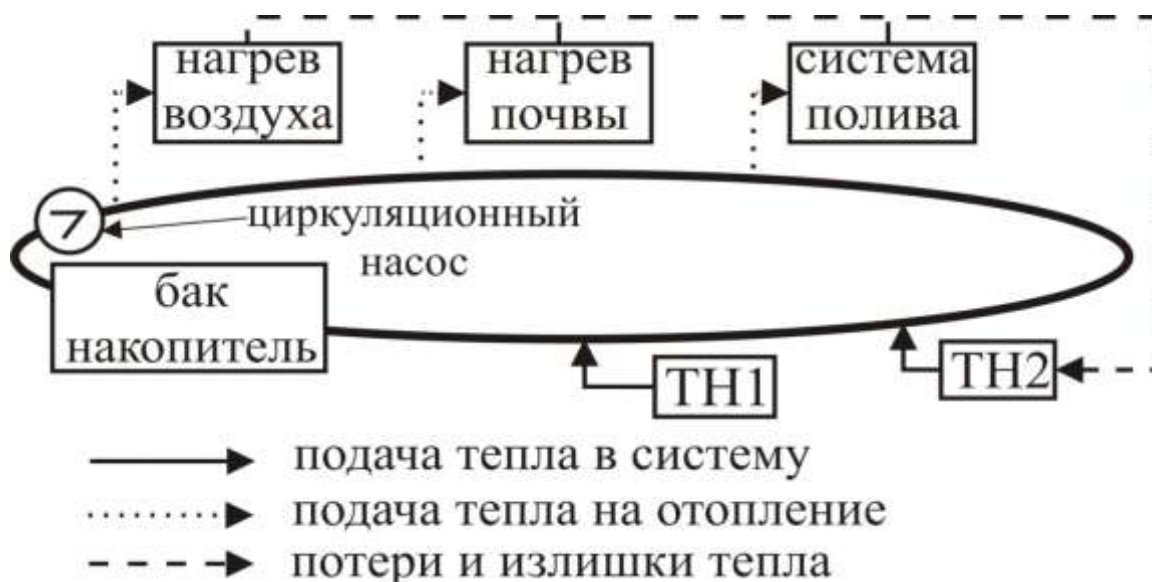 нагрев
воздуха
нагрев
почвы
система
полива
циркуляционный
насос
бак
накопитель
ТН1
ТН2
подача тепла в систему
подача тепла на отопление
потери и излишки тепла